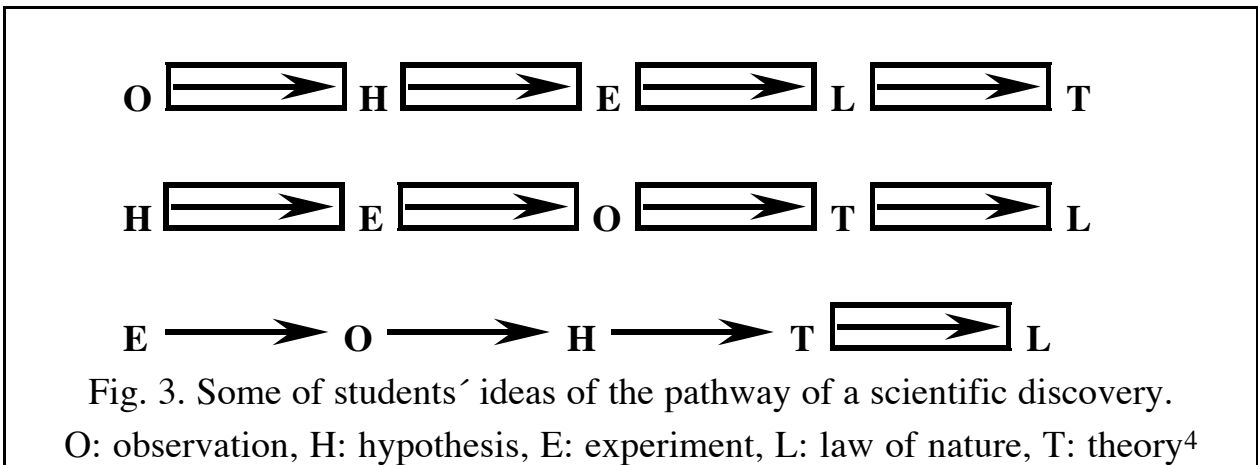 O H E L T
H E O T L
E O H T L
Fig. 3. Some of students´ ideas of the pathway of a scientific discovery.
O: observation, H: hypothesis, E: experiment, L: law of nature, T: theory4